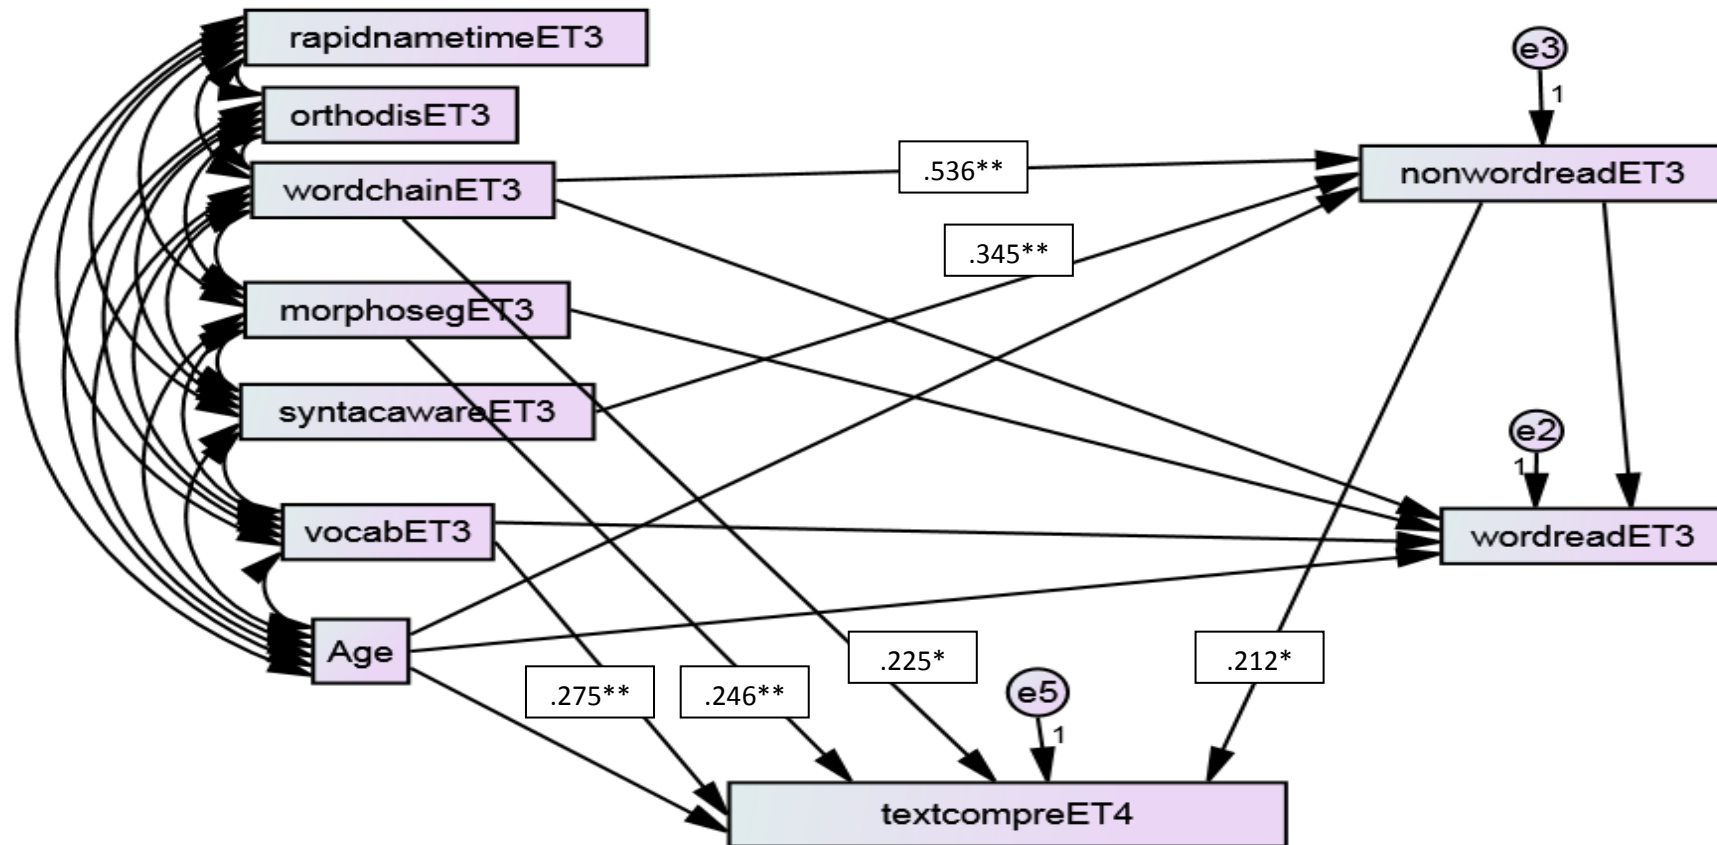 rapidnametimeET3
e3
1
orthodisET3
.536**
nonwordreadET3
wordchainET3
.345**
morphosegET3
syntacawareET3
e2
1
vocabET3
wordreadET3
Age
.275**
.246**
.225*
.212*
e5
1
textcompreET4